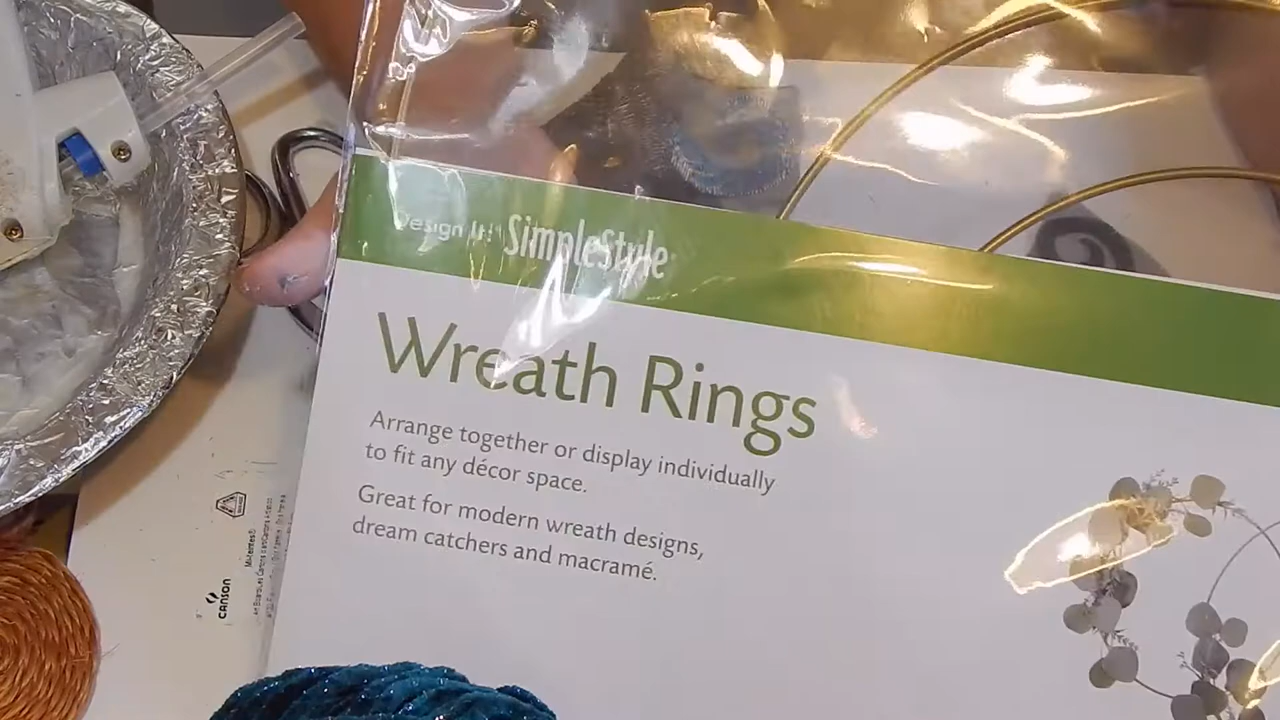 Design It! SimpleStyle
Wreath Rings
Arrange together or display individually
to fit any décor space.
Great for modern wreath designs,
dream catchers and macramé.
CANSON